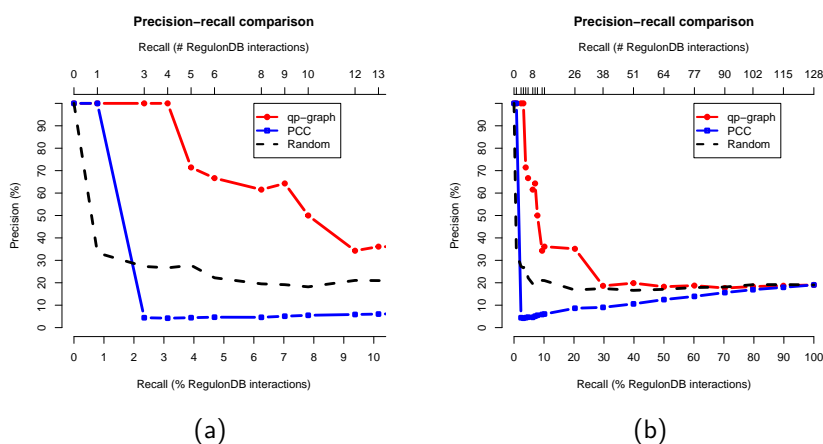 Precision−recall comparison
Recall (# RegulonDB interactions)
0 1 3 4 5 6 8 9 10 12 13
Precision (%)
0 10 20 30 40 50 60 70 80 90
qp−graph
PCC
Random
0 1 2 3 4 5 6 7 8 9 10
Recall (% RegulonDB interactions)
(a)
Precision−recall comparison
Recall (# RegulonDB interactions)
0 8 26 38 51 64 77 90 102 115 128
Precision (%)
0 10 20 30 40 50 60 70 80 90
qp−graph
PCC
Random
0 10 20 30 40 50 60 70 80 90 100
Recall (% RegulonDB interactions)
(b)